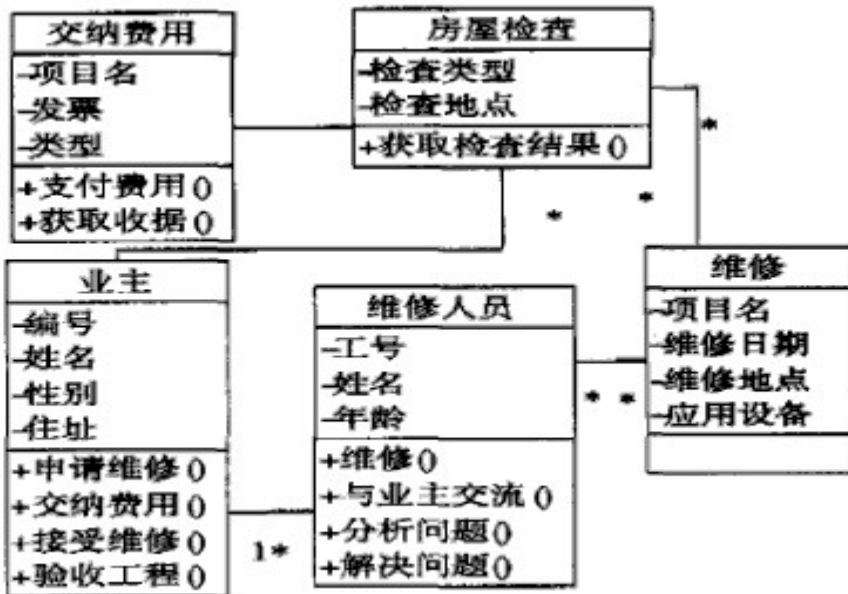 交纳费用
-项目名
-发票
-类型
+支付费用()
+获取收据()
房屋检查
-检查类型
-检查地点
+获取检查结果()
*
*
*
业主
-编号
-姓名
-性别
-住址
+申请维修()
+交纳费用()
+接受维修()
+验收工程()
1*
维修人员
-工号
-姓名
-年龄
+维修()
+与业主交流()
+分析问题()
+解决问题()
* *
维修
-项目名
-维修日期
-维修地点
-应用设备